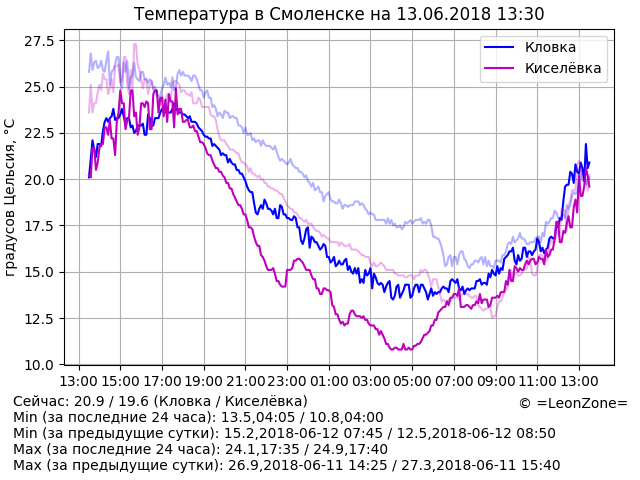 Температура в Смоленске на 13.06.2018 13:30
Кловка
Киселёвка
градусов Цельсия, °C
27.5
25.0
22.5
20.0
17.5
15.0
12.5
10.0
13:00 15:00 17:00 19:00 21:00 23:00 01:00 03:00 05:00 07:00 09:00 11:00 13:00
Сейчас: 20.9 / 19.6 (Кловка / Киселёвка)
© =LeonZone=
Min (за последние 24 часа): 13.5,04:05 / 10.8,04:00
Min (за предыдущие сутки): 15.2,2018-06-12 07:45 / 12.5,2018-06-12 08:50
Max (за последние 24 часа): 24.1,17:35 / 24.9,17:40
Max (за предыдущие сутки): 26.9,2018-06-11 14:25 / 27.3,2018-06-11 15:40